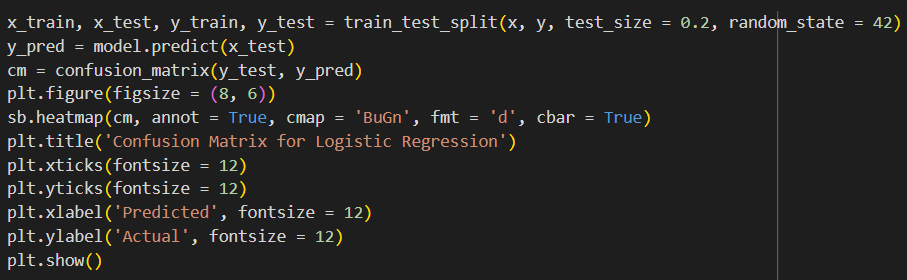 x_train, x_test, y_train, y_test = train_test_split(x, y, test_size = 0.2, random_state = 42)
y_pred = model.predict(x_test)
cm = confusion_matrix(y_test, y_pred)
plt.figure(figsize = (8, 6))
sb.heatmap(cm, annot = True, cmap = 'BuGn', fmt = 'd', cbar = True)
plt.title('Confusion Matrix for Logistic Regression')
plt.xticks(fontsize = 12)
plt.yticks(fontsize = 12)
plt.xlabel('Predicted', fontsize = 12)
plt.ylabel('Actual', fontsize = 12)
plt.show()